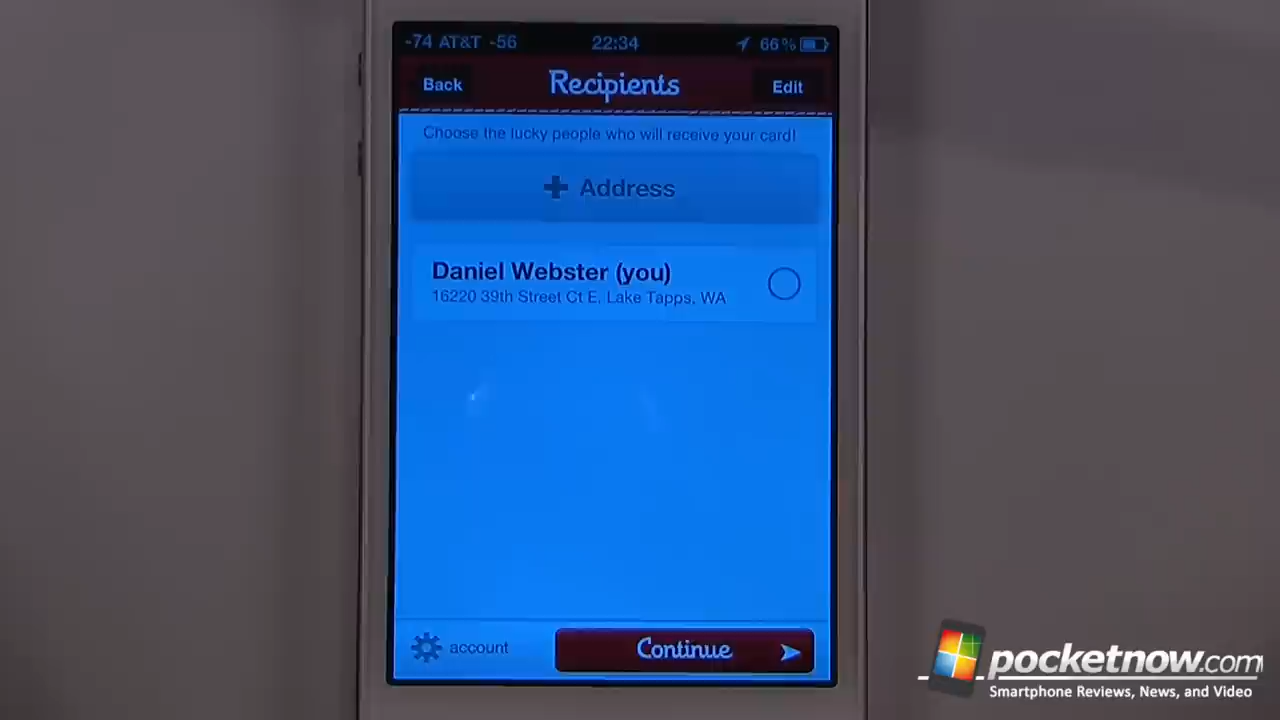 -74 AT&T -56 22:34 66%
Back Recipients Edit
Choose the lucky people who will receive your card!
+ Address
Daniel Webster (you)
16220 39th Street Ct E, Lake Tapps, WA
account Continue
pocketnow.com
Smartphone Reviews, News, and Video